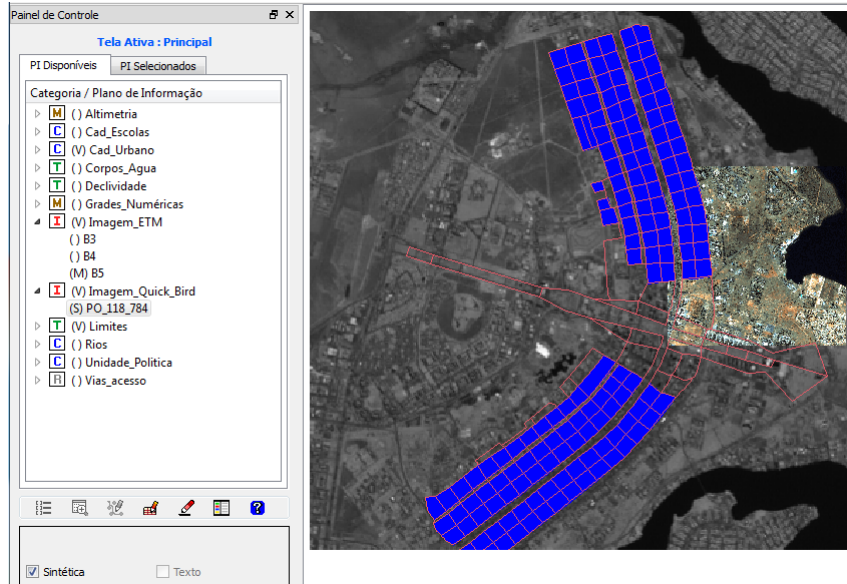 Painel de Controle
Tela Ativa : Principal
PI Disponíveis PI Selecionados
Categoria / Plano de Informação
M () Altimetria
C () Cad_Escolas
C (V) Cad_Urbano
T () Corpos_Agua
T () Declividade
M () Grades_Numéricas
I (V) Imagem_ETM
() B3
() B4
(M) B5
I (V) Imagem_Quick_Bird
(S) PO_118_784
T (V) Limites
C () Rios
C () Unidade_Politica
R () Vias_acesso
Sintética Texto